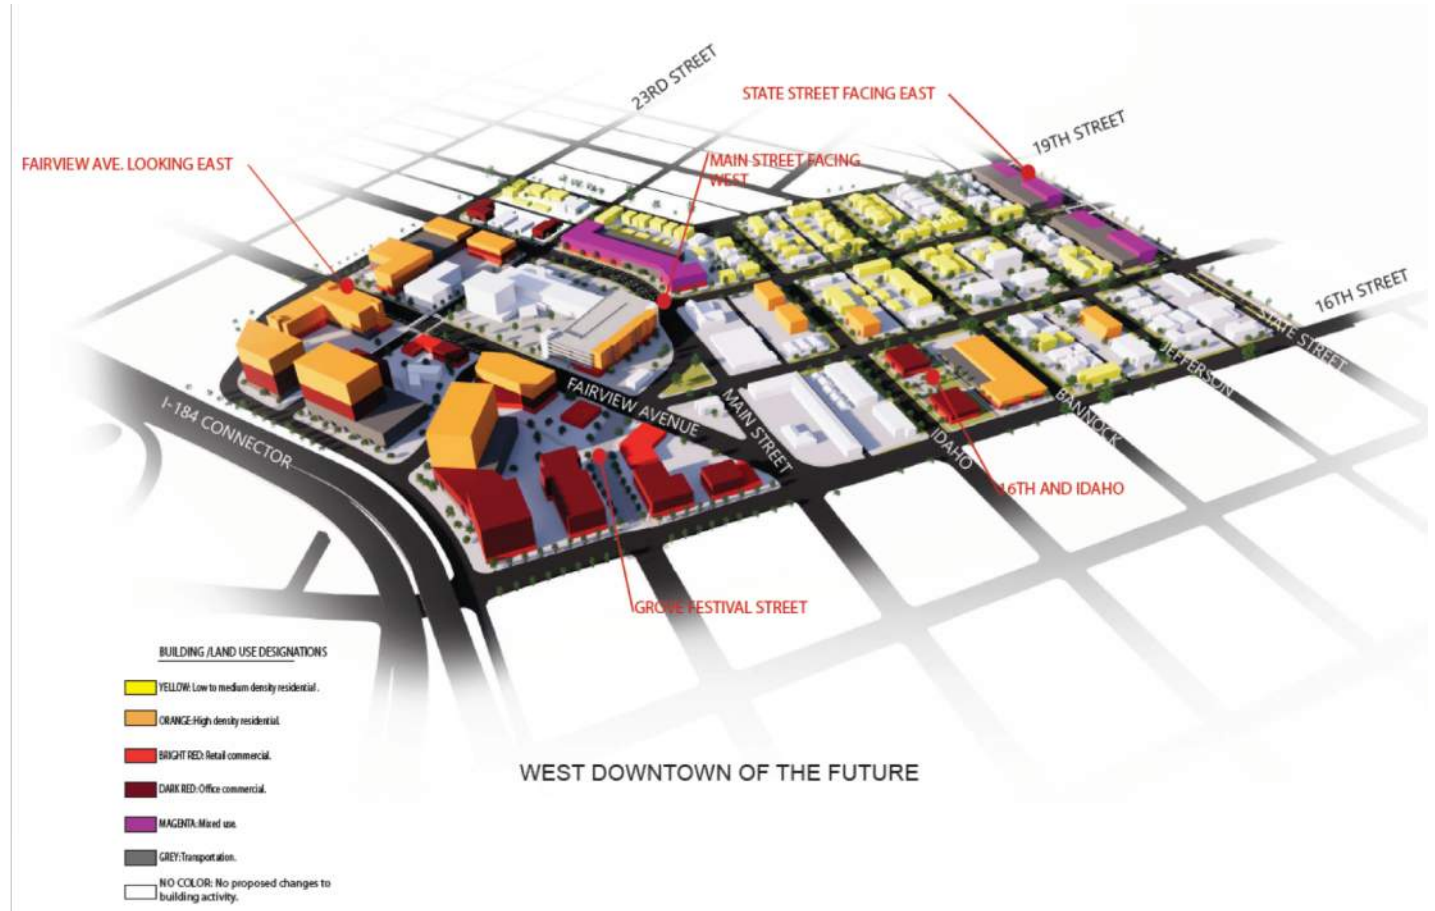 23RD STREET
STATE STREET FACING EAST
19TH STREET
FAIRVIEW AVE. LOOKING EAST
MAIN STREET FACING
WEST
16TH STREET
STATE STREET
JEFFERSON
BANNOCK
FAIRVIEW AVENUE
MAIN STREET
IDAHO
I-184 CONNECTOR
16TH AND IDAHO
GROVE FESTIVAL STREET
BUILDING /LAND USE DESIGNATIONS
YELLOW: Low to medium density residential .
ORANGE: High density residential.
BRIGHT RED: Retail commercial.
DARK RED: Office commercial.
MAGENTA: Mixed use.
GREY: Transportation.
NO COLOR: No proposed changes to
building activity.
WEST DOWNTOWN OF THE FUTURE